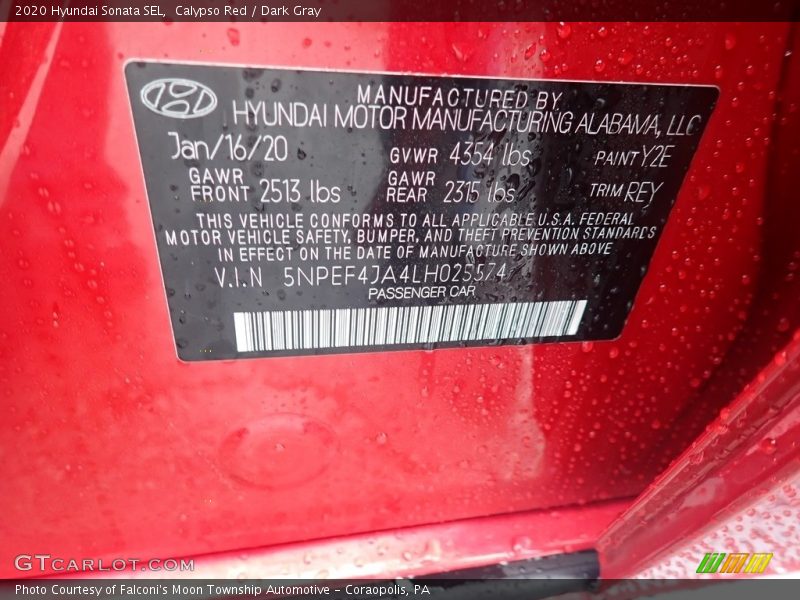 2020 Hyundai Sonata SEL, Calypso Red / Dark Gray
MANUFACTURED BY
HYUNDAI MOTOR MANUFACTURING ALABAMA, LLC
Jan/16/20 GVWR 4354 lbs PAINT Y2E
GAWR FRONT 2513 lbs GAWR REAR 2315 lbs TRIM REY
THIS VEHICLE CONFORMS TO ALL APPLICABLE U.S.A. FEDERAL
MOTOR VEHICLE SAFETY, BUMPER, AND THEFT PREVENTION STANDARDS
IN EFFECT ON THE DATE OF MANUFACTURE SHOWN ABOVE
V.I.N 5NPEF4JA4LH025574
PASSENGER CAR
GTCARLOT.COM
Photo Courtesy of Falconi's Moon Township Automotive – Coraopolis, PA